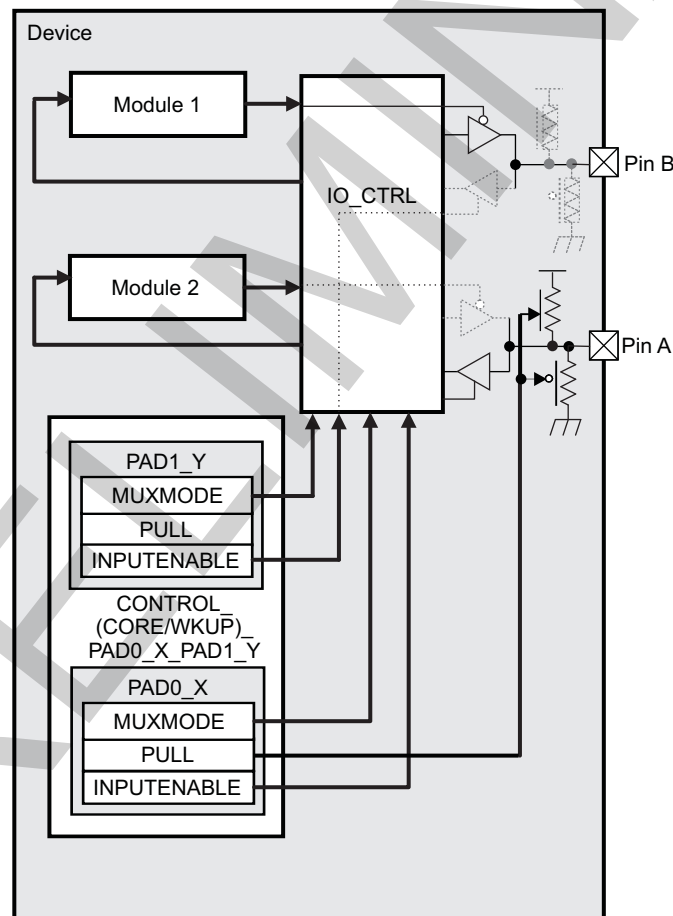 Device
Module 1
IO_CTRL
Pin B
Module 2
Pin A
PAD1_Y
MUXMODE
PULL
INPUTENABLE
CONTROL_
(CORE/WKUP)_
PAD0_X_PAD1_Y
PAD0_X
MUXMODE
PULL
INPUTENABLE